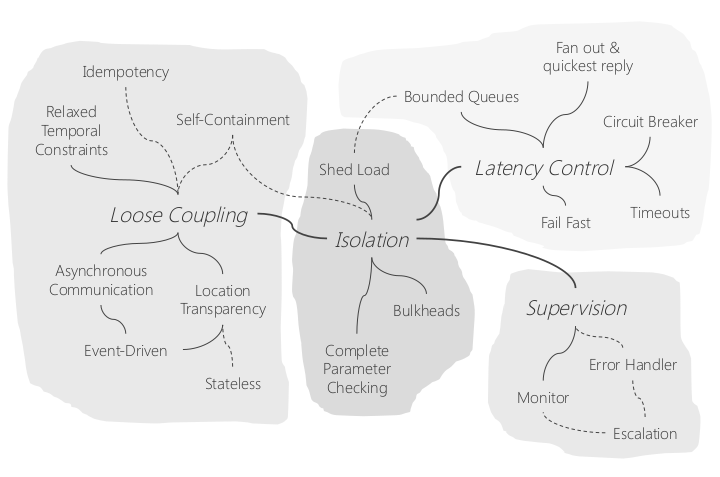 Idempotency
Relaxed
Temporal
Constraints
Self-Containment
Loose Coupling
Asynchronous
Communication
Location
Transparency
Event-Driven
Stateless
Shed Load
Isolation
Bulkheads
Complete
Parameter
Checking
Fan out &
quickest reply
Bounded Queues
Circuit Breaker
Latency Control
Fail Fast
Timeouts
Supervision
Error Handler
Monitor
Escalation